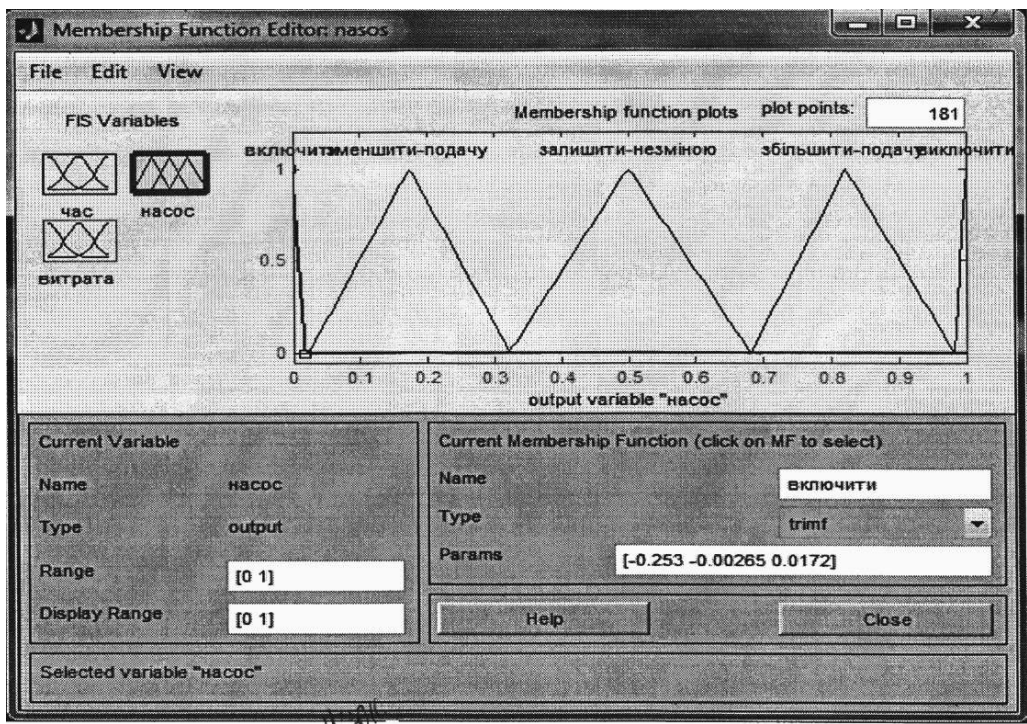 Membership Function Editor: nasos
File Edit View
FIS Variables
час
насос
витрата
Membership function plots
plot points:
181
включити
зменшити-подачу
залишити-незміною
збільшити-подачу
виключити
1
0.5
0
0 0.1 0.2 0.3 0.4 0.5 0.6 0.7 0.8 0.9 1
output variable "насос"
Current Variable
Name насос
Type output
Range [0 1]
Display Range [0 1]
Current Membership Function (click on MF to select)
Name включити
Type trimf
Params [-0.253 -0.00265 0.0172]
Help
Close
Selected variable "насос"